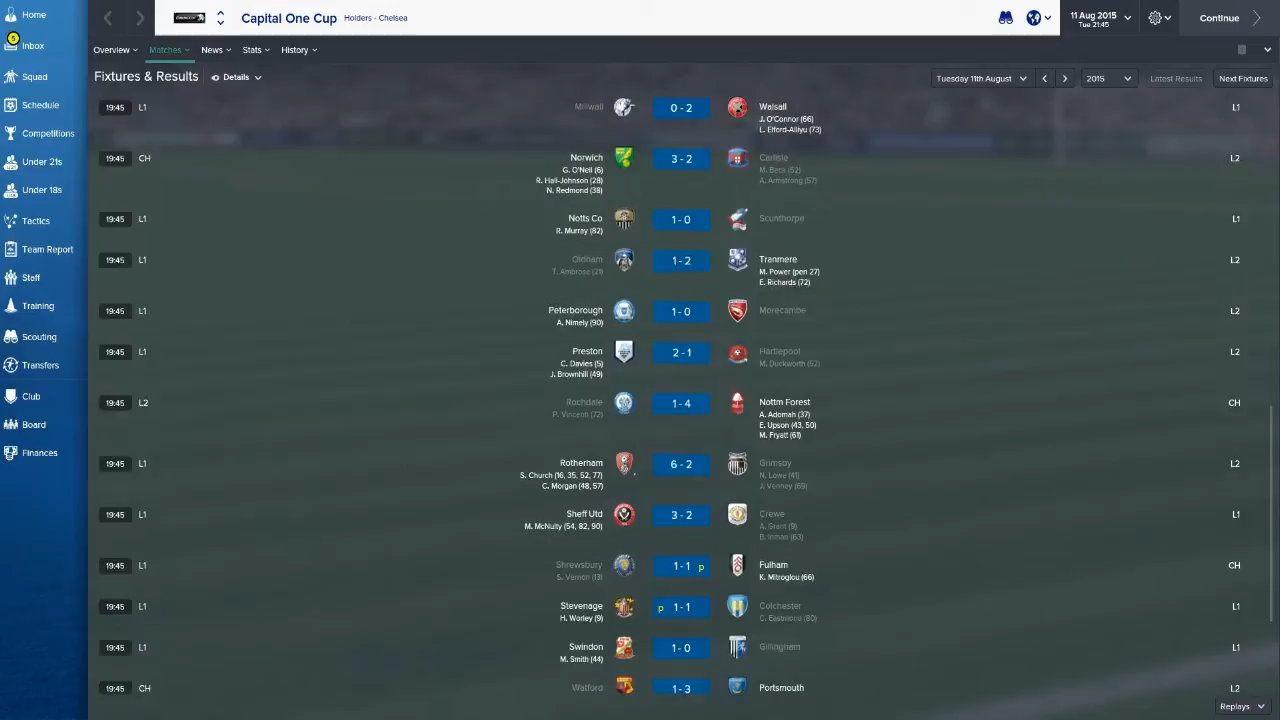 Home
Capital One Cup
Holders - Chelsea
11 Aug 2015
Tue 21:45
Continue
5
Inbox
Overview
Matches
News
Stats
History
Squad
Fixtures & Results
Details
Tuesday 11th August
2015
Latest Results
Next Fixtures
Schedule
Competitions
Under 21s
Under 18s
Tactics
Team Report
Staff
Training
Scouting
Transfers
Club
Board
Finances
19:45 L1 Millwall 0 - 2 Walsall L1
J. O'Connor (66)
L. Elford-Alliyu (73)
19:45 CH Norwich 3 - 2 Carlisle L2
G. O'Neil (6) M. Beck (52)
R. Hall-Johnson (28) A. Armstrong (57)
N. Redmond (38)
19:45 L1 Notts Co 1 - 0 Scunthorpe L1
R. Murray (82)
19:45 L1 Oldham 1 - 2 Tranmere L2
T. Ambrose (21) M. Power (pen 27)
E. Richards (72)
19:45 L1 Peterborough 1 - 0 Morecambe L2
A. Nimely (90)
19:45 L1 Preston 2 - 1 Hartlepool L2
C. Davies (5) M. Duckworth (52)
J. Brownhill (49)
19:45 L2 Rochdale 1 - 4 Nottm Forest CH
P. Vincenti (72) A. Adomah (37)
E. Upson (43, 50)
M. Fryatt (61)
19:45 L1 Rotherham 6 - 2 Grimsby L2
S. Church (16, 35, 52, 77) N. Lowe (41)
C. Morgan (48, 57) J. Venney (69)
19:45 L1 Sheff Utd 3 - 2 Crewe L1
M. McNulty (54, 82, 90) A. Grant (9)
B. Inman (63)
19:45 L1 Shrewsbury 1 - 1 p Fulham CH
S. Vernon (13) K. Mitroglou (66)
19:45 L1 Stevenage p 1 - 1 Colchester L1
H. Worley (9) C. Eastmond (80)
19:45 L1 Swindon 1 - 0 Gillingham L1
M. Smith (44)
19:45 CH Watford 1 - 3 Portsmouth L2
Replays